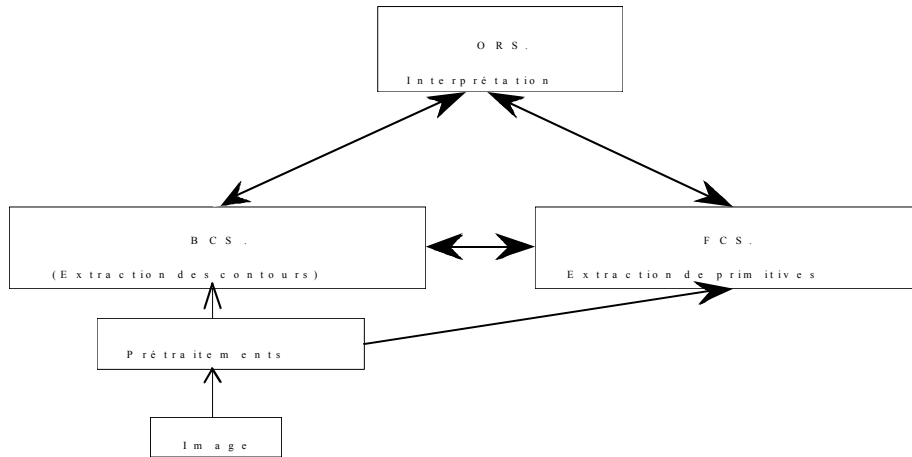 ORS.
Interprétation
BCS.
(Extraction des contours)
FCS.
Extraction de primitives
Prétraitements
Image